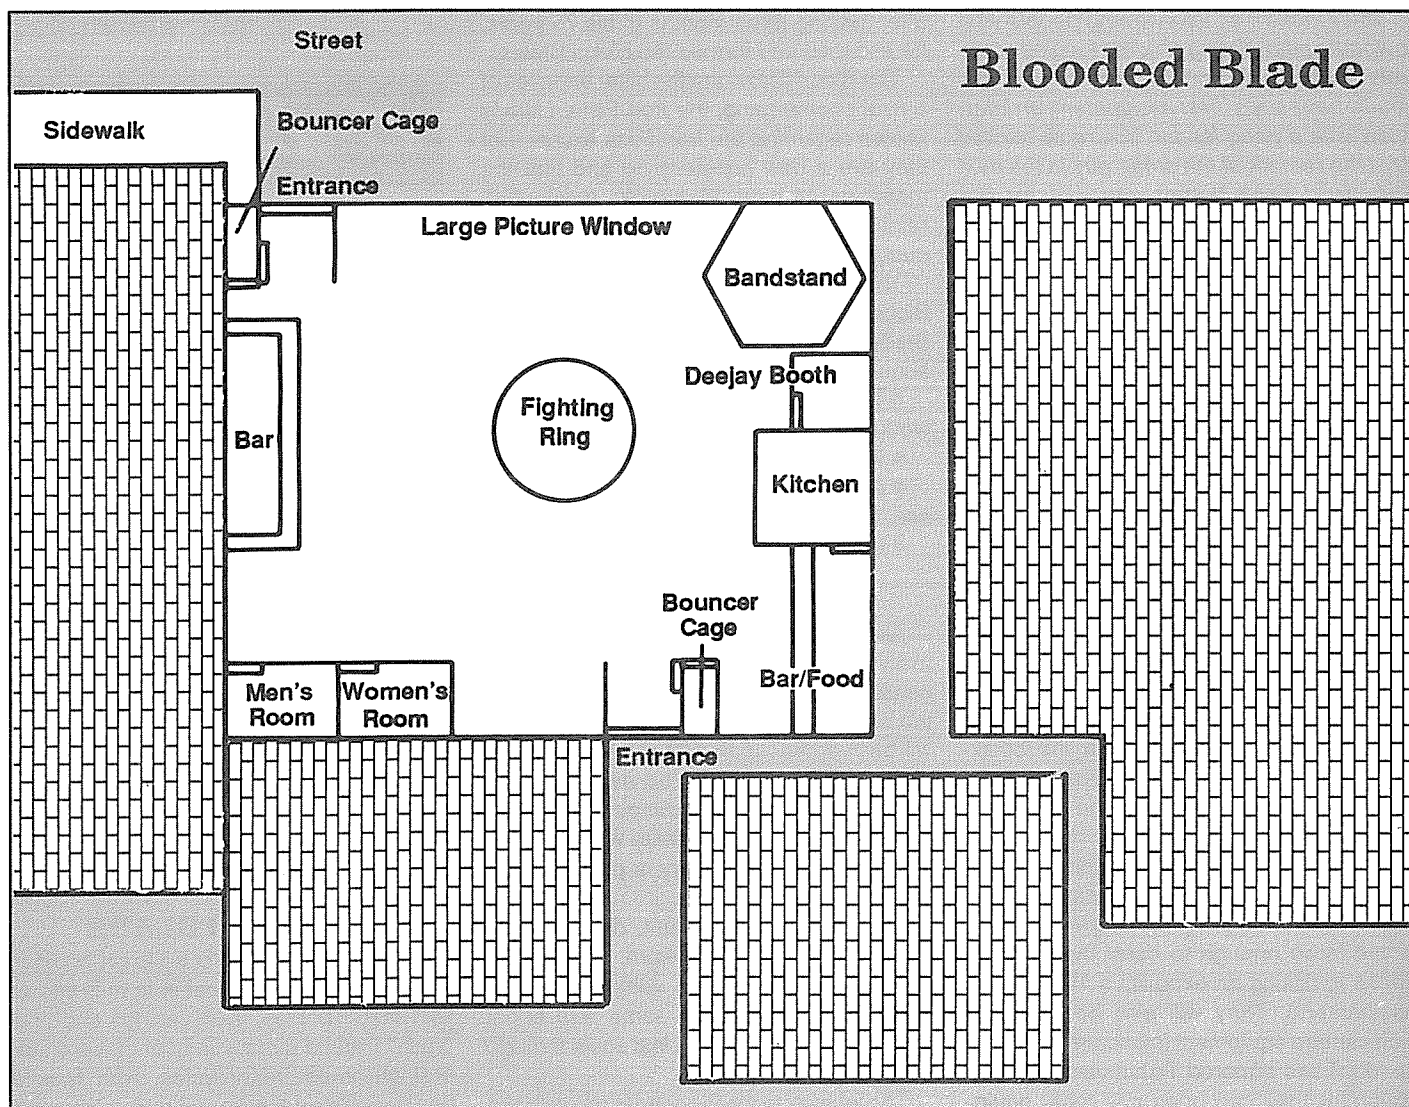 Street
Blooded Blade
Sidewalk
Bouncer Cage
Entrance
Large Picture Window
Bandstand
Deejay Booth
Fighting
Ring
Bar
Kitchen
Bouncer
Cage
Men's
Room
Women's
Room
Bar/Food
Entrance